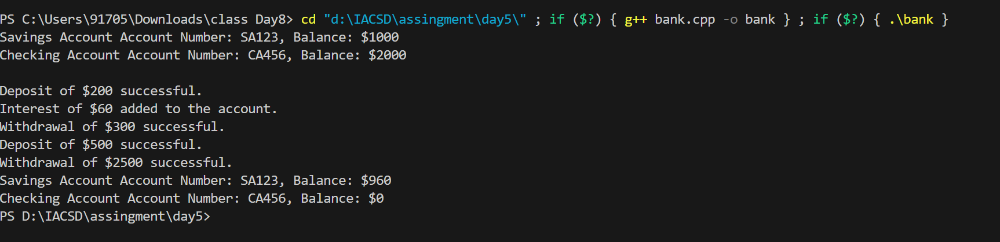 PS C:\Users\91705\Downloads\class Day8> cd "d:\IACSD\assingment\day5\" ; if ($?) { g++ bank.cpp -o bank } ; if ($?) { .\bank }
Savings Account Account Number: SA123, Balance: $1000
Checking Account Account Number: CA456, Balance: $2000
Deposit of $200 successful.
Interest of $60 added to the account.
Withdrawal of $300 successful.
Deposit of $500 successful.
Withdrawal of $2500 successful.
Savings Account Account Number: SA123, Balance: $960
Checking Account Account Number: CA456, Balance: $0
PS D:\IACSD\assingment\day5>